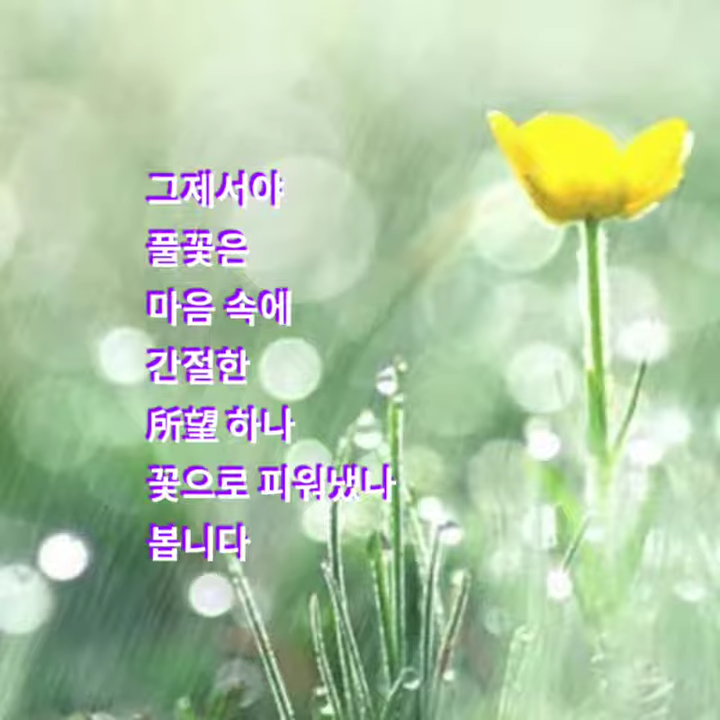 그제서야
풀꽃은
마음 속에
간절한
所望 하나
꽃으로 피워냈나
봅니다